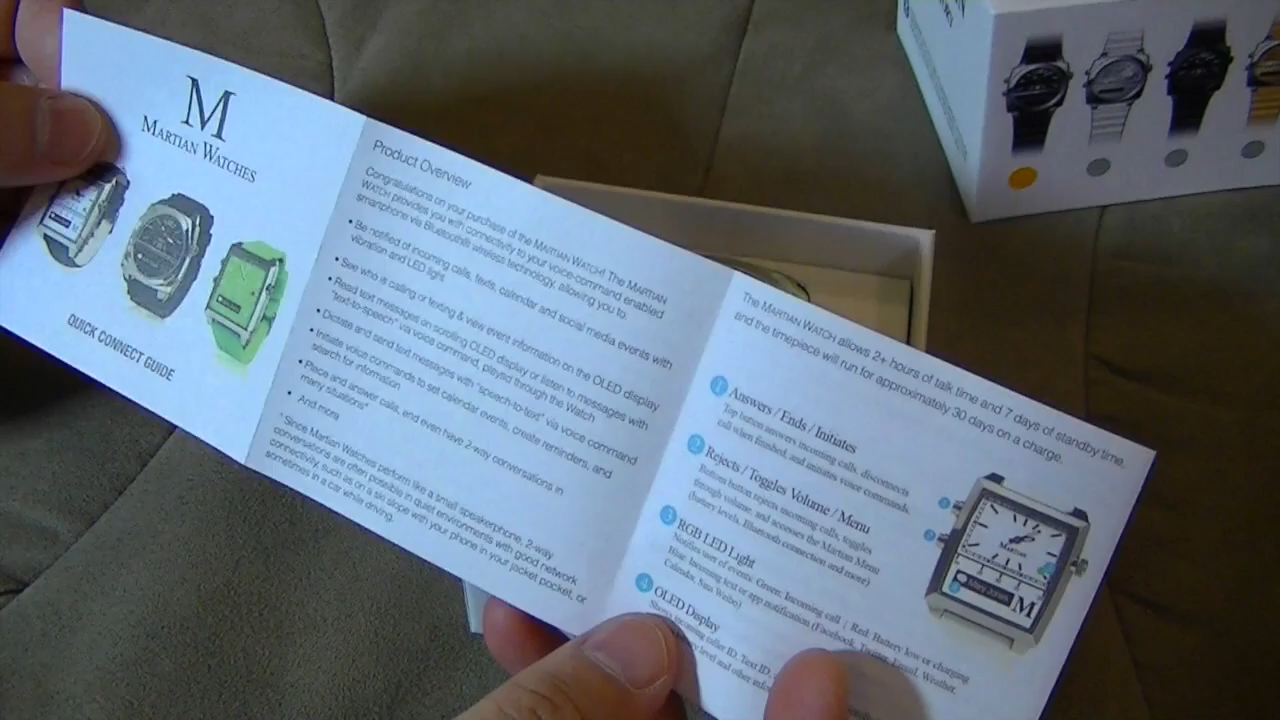 M
MARTIAN WATCHES
QUICK CONNECT GUIDE
Product Overview
Congratulations on your purchase of the MARTIAN WATCH! The MARTIAN
WATCH provides you with connectivity to your voice-command enabled
smartphone via Bluetooth® wireless technology, allowing you to:
• Be notified of incoming calls, texts, calendar and social media events with
vibration and LED light
• See who is calling or texting & view event information on the OLED display
• Read text messages on scrolling OLED display or listen to messages with
"text-to-speech" via voice command, played through the Watch
• Dictate and send text messages with "speech-to-text" via voice command
• Initiate voice commands to set calendar events, create reminders, and
search for information
• Place and answer calls, and even have 2-way conversations in
many situations*
• And more
* Since Martian Watches perform like a small speakerphone, 2-way
conversations are often possible in quiet environments with good network
connectivity, such as on a ski slope with your phone in your jacket pocket, or
sometimes in a car while driving.
The MARTIAN WATCH allows 2+ hours of talk time and 7 days of standby time,
and the timepiece will run for approximately 30 days on a charge.
1 Answers / Ends / Initiates
Top button answers incoming calls, disconnects
call when finished, and initiates voice commands.
2 Rejects / Toggles Volume / Menu
Bottom button rejects incoming calls, toggles
through volume, and accesses the Martian Menu
(battery levels, Bluetooth connection and more)
3 RGB LED Light
Notifies user of events: Green: Incoming call | Red: Battery low or charging
Blue: Incoming text or app notification (Facebook, Twitter, Email, Weather,
Calendar, Sina Weibo)
4 OLED Display
Shows incoming caller ID, Text ID,
level and other info
MARTIAN
Mary Jones
M